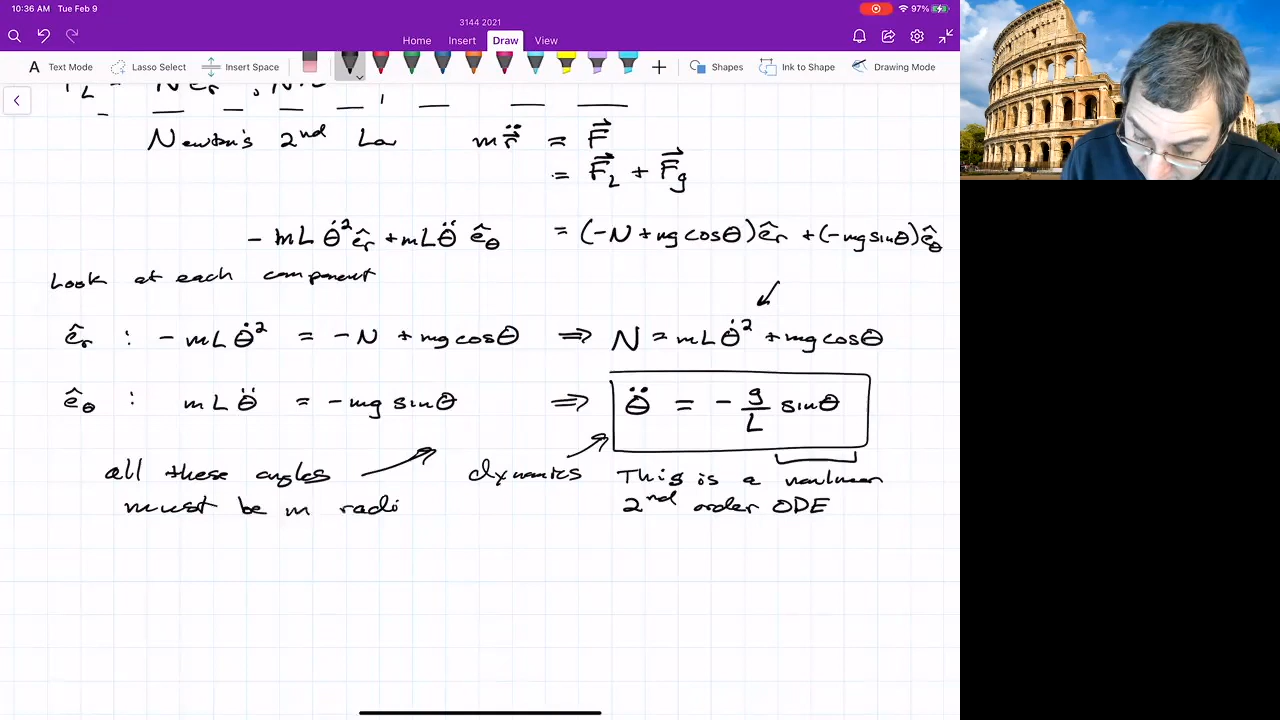 10:36 AM Tue Feb 9
97%
3144 2021
Home Insert Draw View
Text Mode Lasso Select Insert Space Shapes Ink to Shape Drawing Mode
Newton's 2nd La
m r⃗̈ = F⃗
= F⃗_L + F⃗_g
- mLθ̇² ê_r + mLθ̈ ê_θ = (-N + mg cosθ) ê_r + (-mg sinθ) ê_θ
Look at each component
ê_r : - mLθ̇² = -N + mg cosθ ⇒ N = mLθ̇² + mg cosθ
ê_θ : mLθ̈ = -mg sinθ ⇒ θ̈ = - g/L sinθ
all these angles dynamics This is a nonlinear
must be in radi 2nd order ODE